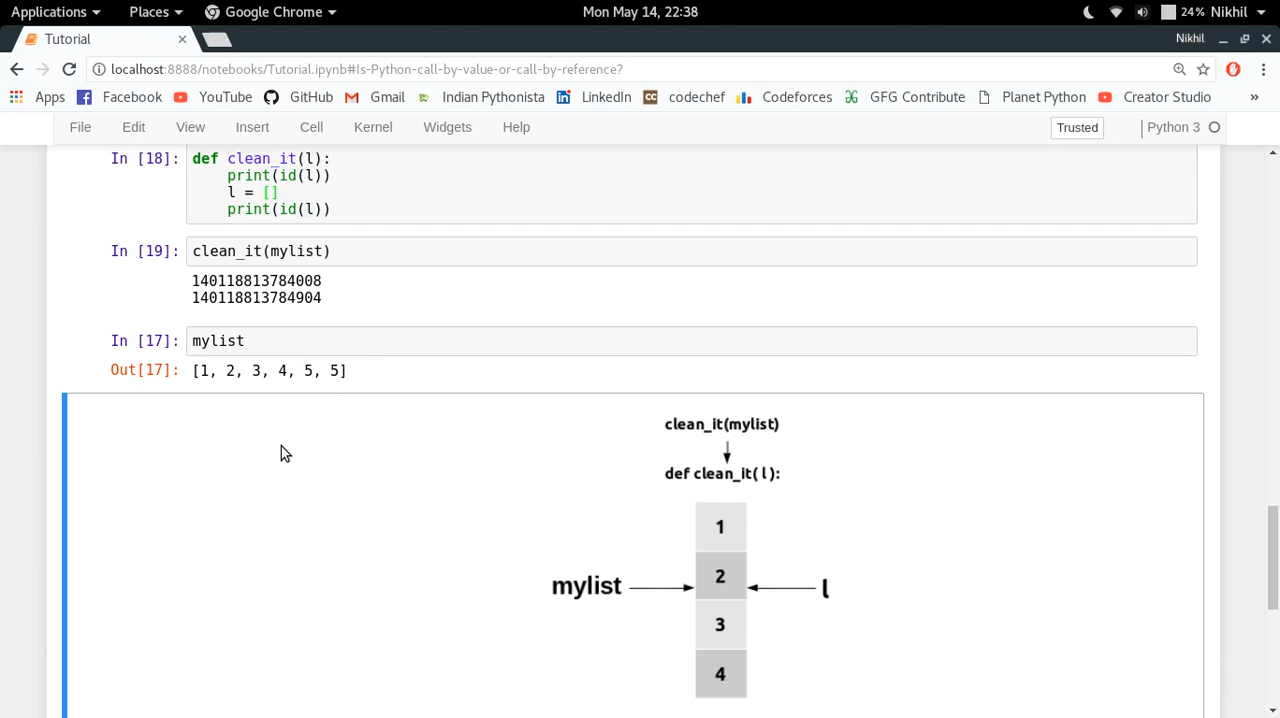 Applications Places Google Chrome Mon May 14, 22:38 24% Nikhil
Tutorial Nikhil
localhost:8888/notebooks/Tutorial.ipynb#Is-Python-call-by-value-or-call-by-reference?
Apps Facebook YouTube GitHub Gmail Indian Pythonista LinkedIn codechef Codeforces GFG Contribute Planet Python Creator Studio »
File Edit View Insert Cell Kernel Widgets Help Trusted Python 3
In [18]: def clean_it(l):
print(id(l))
l = []
print(id(l))
In [19]: clean_it(mylist)
140118813784008
140118813784904
In [17]: mylist
Out[17]: [1, 2, 3, 4, 5, 5]
clean_it(mylist)
def clean_it( l ):
1
mylist 2 l
3
4